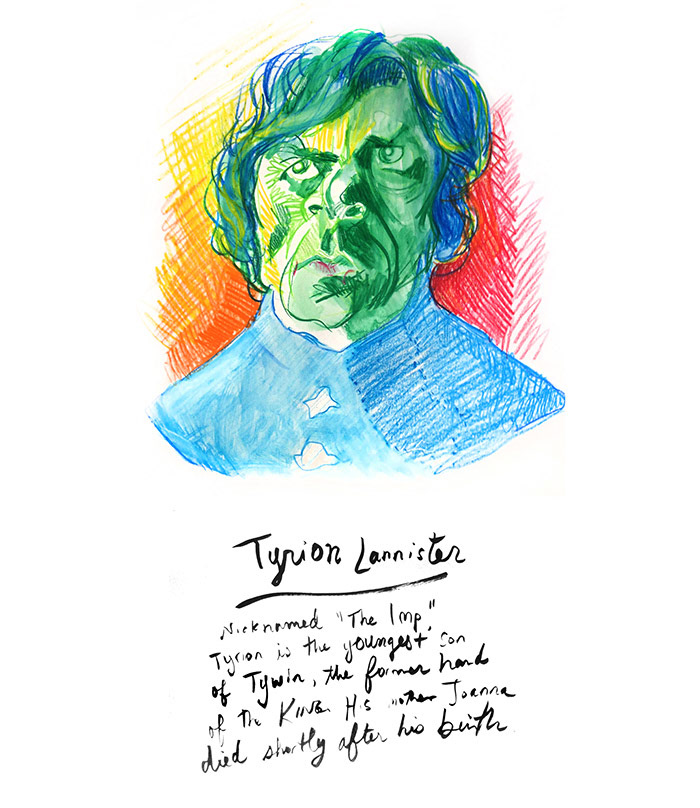 Tyrion Lannister
Nicknamed "The Imp."
Tyrion is the youngest son
of Tywin, the former hand
of the King. His mother Joanna
died shortly after his birth.